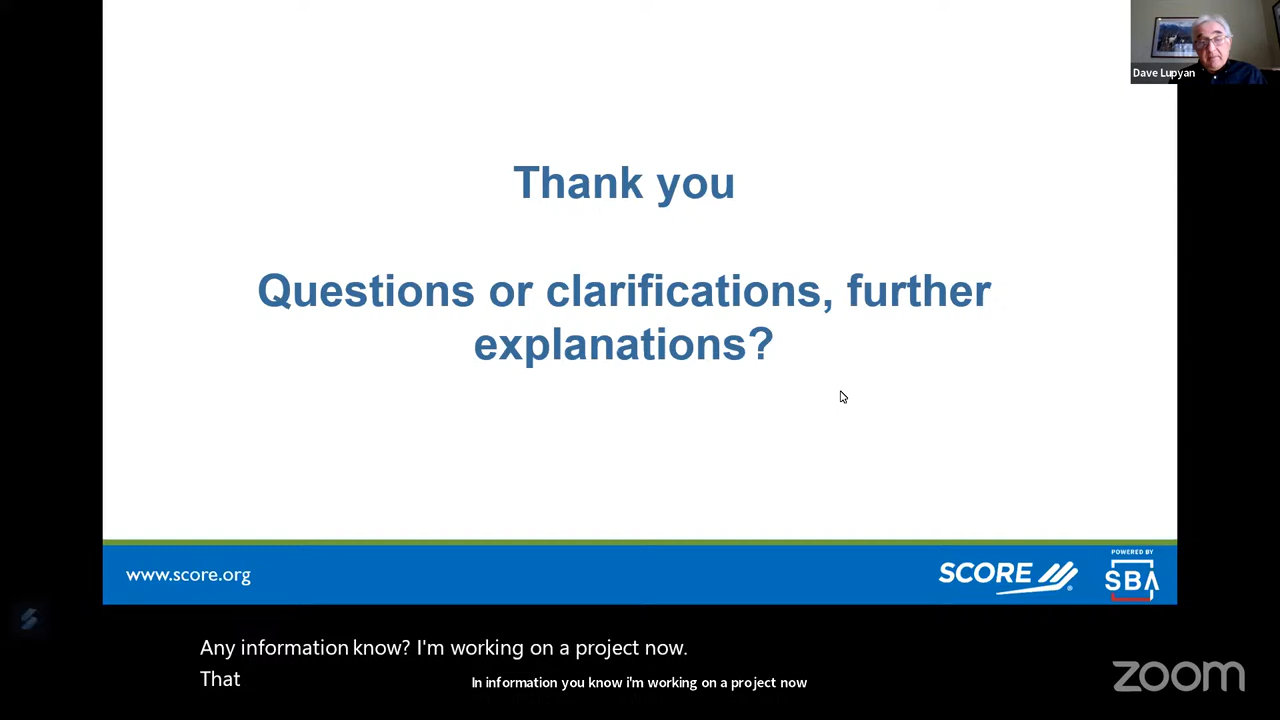 Dave Lupyan
Thank you
Questions or clarifications, further
explanations?
www.score.org
SCORE
®
POWERED BY
SBA
Any information know? I'm working on a project now.
That
In information you know i'm working on a project now
zoom